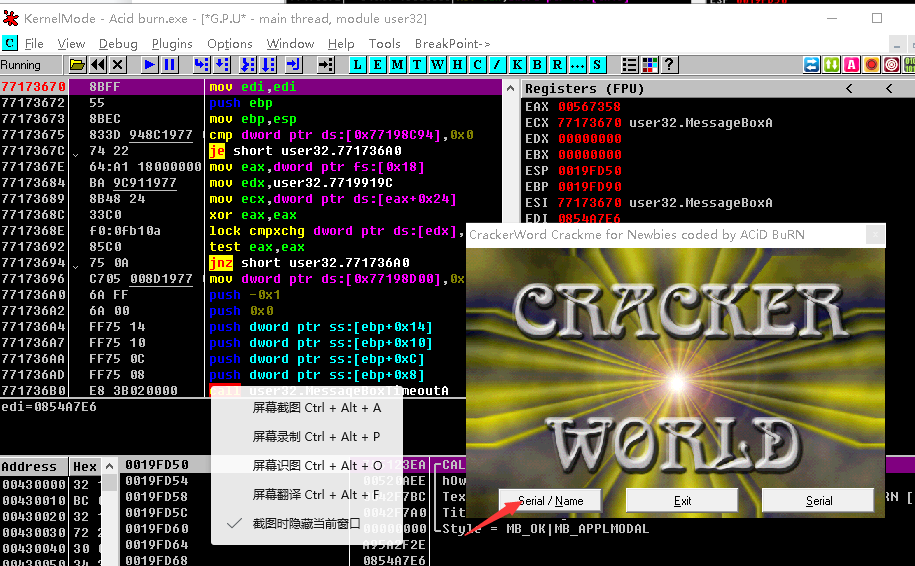 KernelMode - Acid burn.exe - [*G.P.U* - main thread, module user32]
C File View Debug Plugins Options Window Help Tools BreakPoint->
Running L E M T W H C / K B R ... S ?
77173670 8BFF mov edi,edi
77173672 55 push ebp
77173673 8BEC mov ebp,esp
77173675 833D 948C1977 cmp dword ptr ds:[0x77198C94],0x0
7717367C 74 22 je short user32.771736A0
7717367E 64:A1 18000000 mov eax,dword ptr fs:[0x18]
77173684 BA 9C911977 mov edx,user32.7719919C
77173689 8B48 24 mov ecx,dword ptr ds:[eax+0x24]
7717368C 33C0 xor eax,eax
7717368E f0:0fb10a lock cmpxchg dword ptr ds:[edx],
77173692 85C0 test eax,eax
77173694 75 0A jnz short user32.771736A0
77173696 C705 008D1977 mov dword ptr ds:[0x77198D00],0x
771736A0 6A FF push -0x1
771736A2 6A 00 push 0x0
771736A4 FF75 14 push dword ptr ss:[ebp+0x14]
771736A7 FF75 10 push dword ptr ss:[ebp+0x10]
771736AA FF75 0C push dword ptr ss:[ebp+0xC]
771736AD FF75 08 push dword ptr ss:[ebp+0x8]
771736B0 E8 3B020000 call user32.MessageBoxTimeoutA
edi=0854A7E6
Registers (FPU) < <
EAX 00567358
ECX 77173670 user32.MessageBoxA
EDX 00000000
EBX 00000000
ESP 0019FD50
EBP 0019FD90
ESI 77173670 user32.MessageBoxA
EDI 0854A7E6
CrackerWord Crackme for Newbies coded by ACiD BuRN
CRACKER
WORLD
Serial / Name
Exit
Serial
屏幕截图 Ctrl + Alt + A
屏幕录制 Ctrl + Alt + P
屏幕识图 Ctrl + Alt + O
屏幕翻译 Ctrl + Alt + F
截图时隐藏当前窗口
Address Hex
00430000 32
00430010 BC
00430020 32
00430030 72
00430040 30
00430050 34
0019FD50
0019FD54
0019FD58
0019FD5C
0019FD60
0019FD64
0019FD68
123EA CAL
00520AEE hOw
42F7BC Tex
42F7A0 Tit
00000000 Style = MB_OK|MB_APPLMODAL
A95A2F2E
0854A7E6